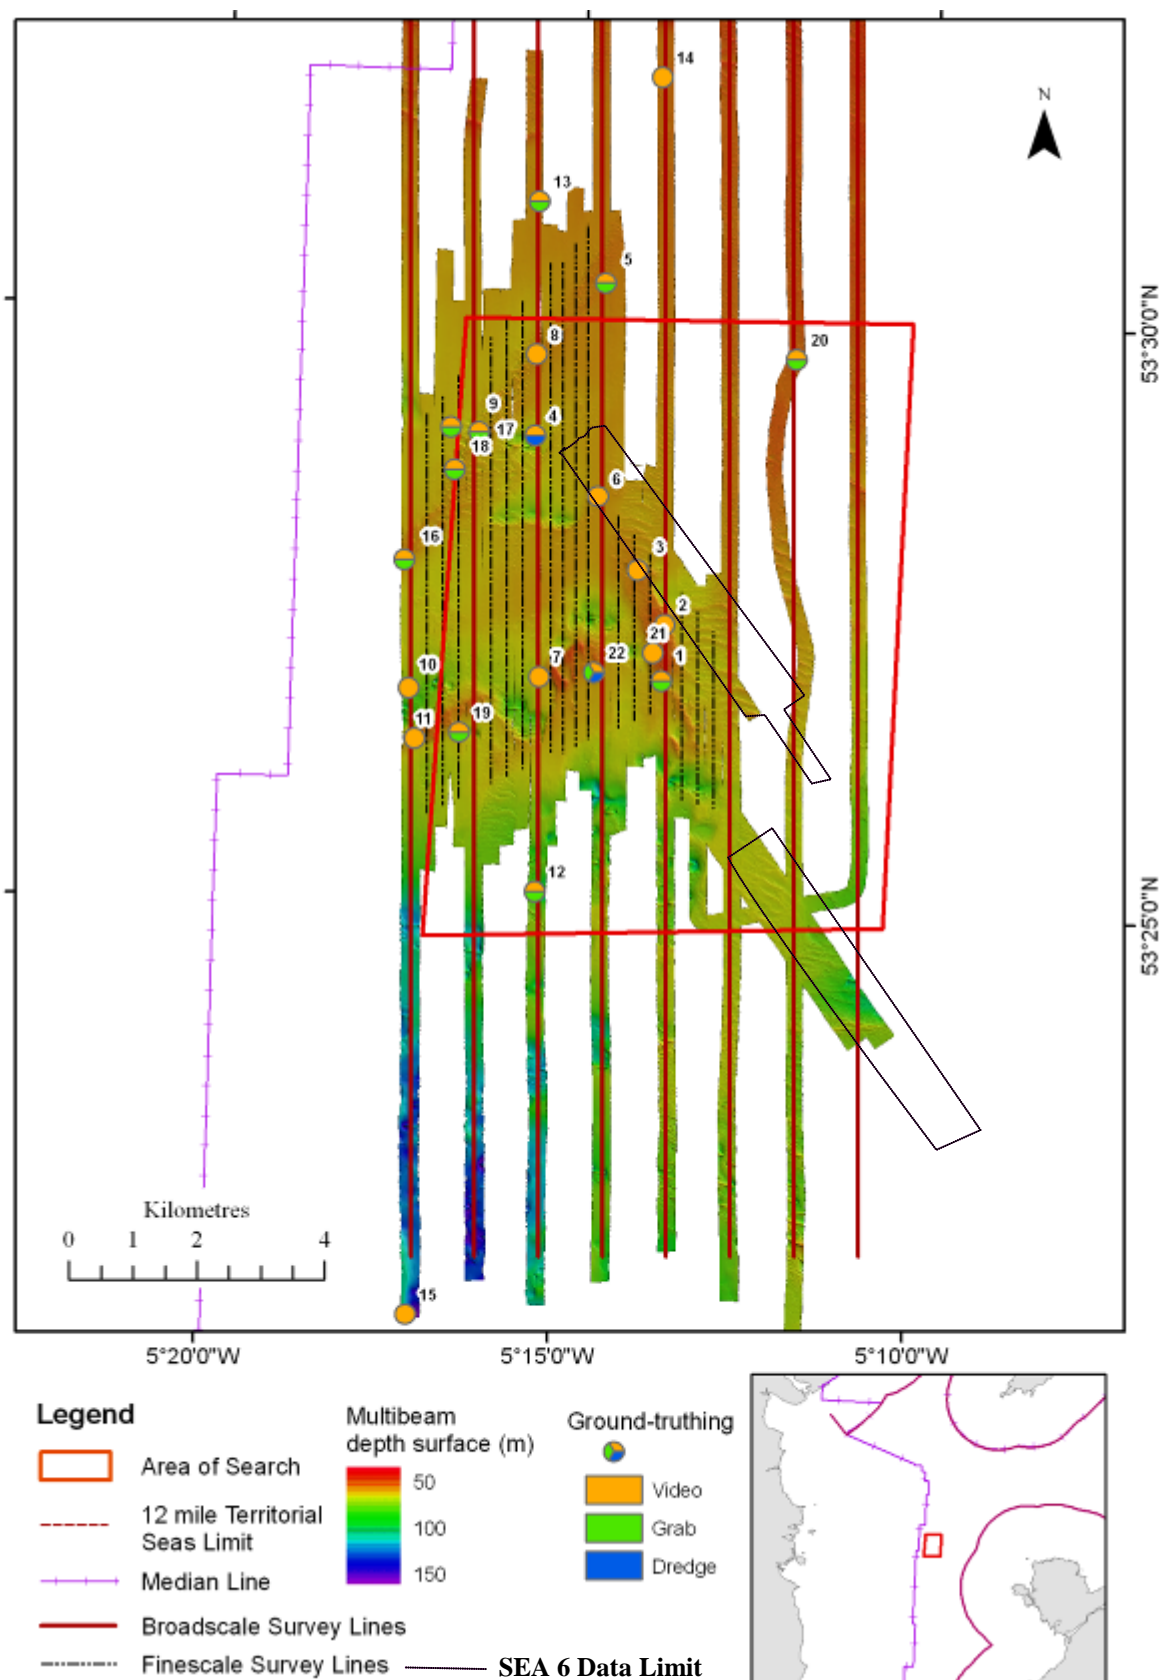 14
N
13
5
53°30'0"N
8
20
9
4
17
18
6
16
3
2
21
1
22
7
10
19
11
12
53°25'0"N
Kilometres
0 1 2 4
15
5°20'0"W 5°15'0"W 5°10'0"W
Legend
Area of Search
12 mile Territorial
Seas Limit
Median Line
Broadscale Survey Lines
Finescale Survey Lines
SEA 6 Data Limit
Multibeam
depth surface (m)
50
100
150
Ground-truthing
Video
Grab
Dredge